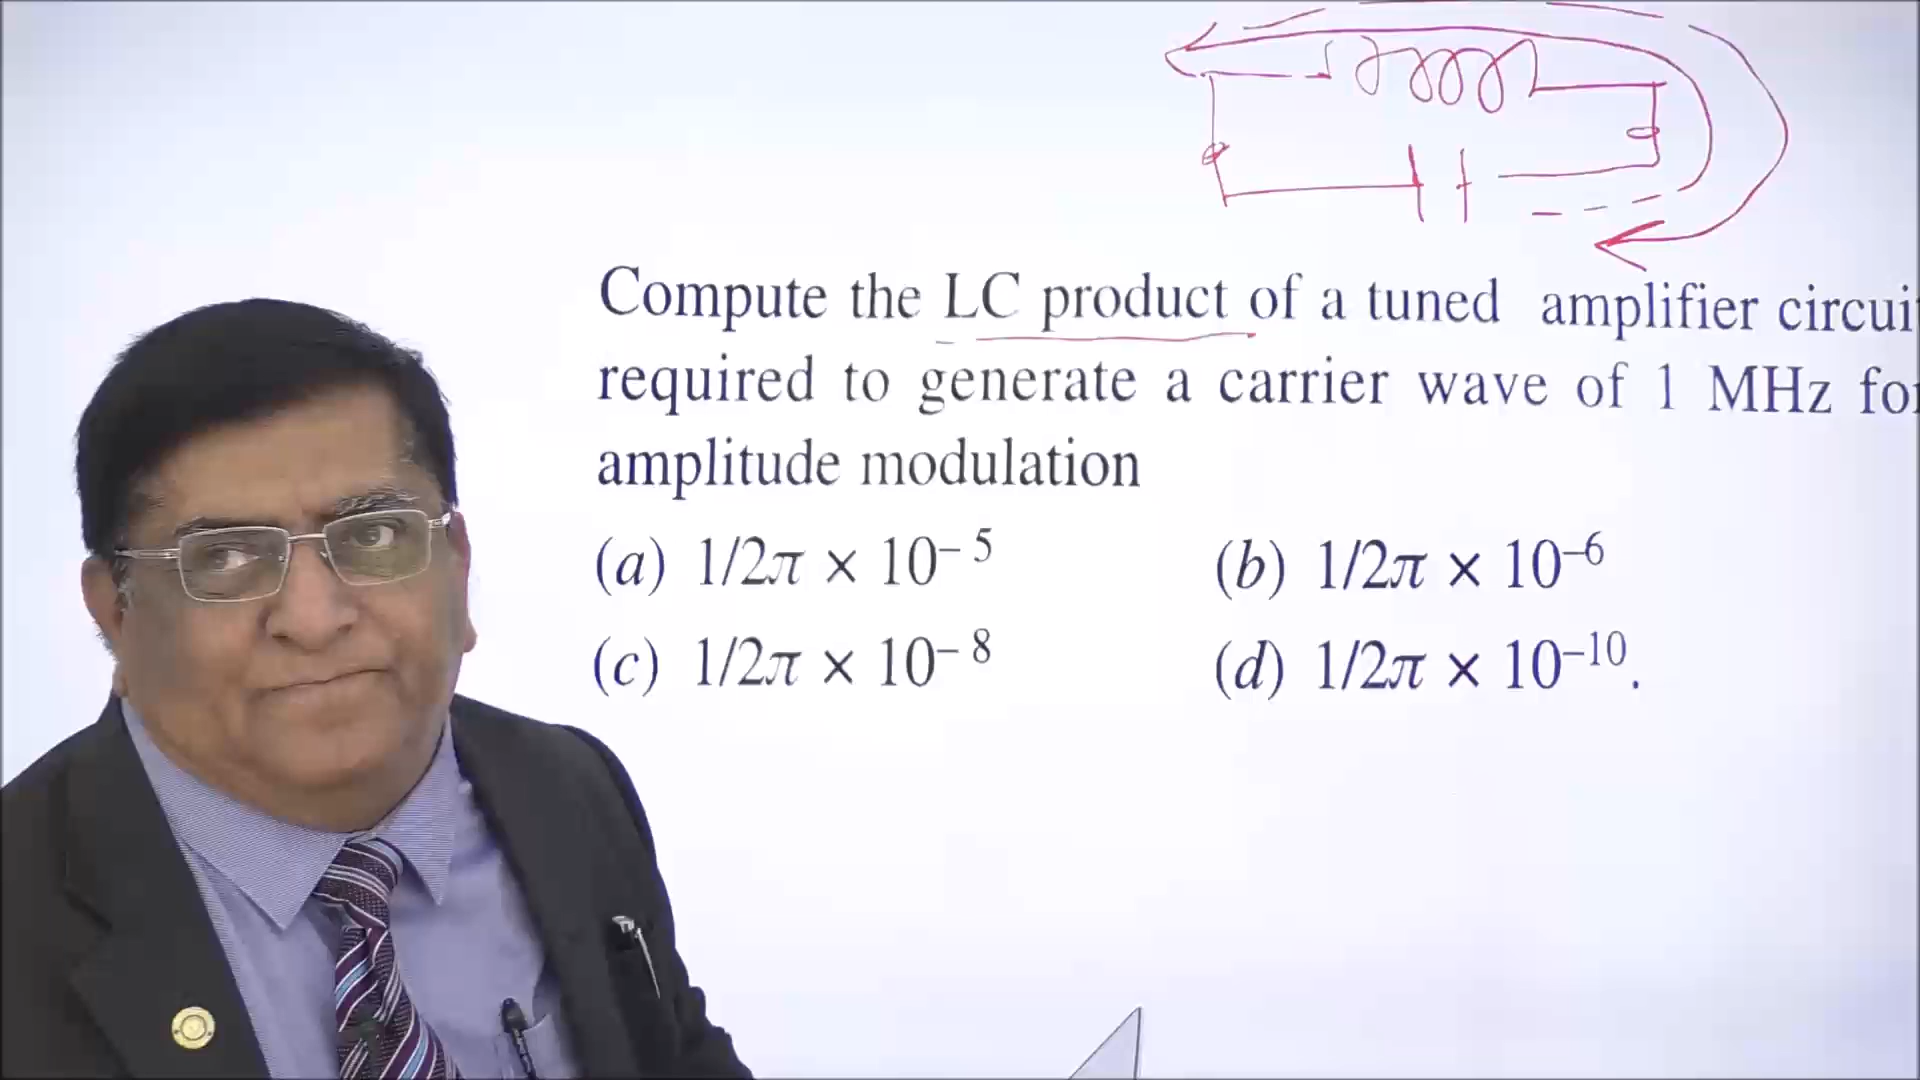 Compute the LC product of a tuned amplifier circui
required to generate a carrier wave of 1 MHz for
amplitude modulation
(a) 1/2π × 10⁻⁵ (b) 1/2π × 10⁻⁶
(c) 1/2π × 10⁻⁸ (d) 1/2π × 10⁻¹⁰.